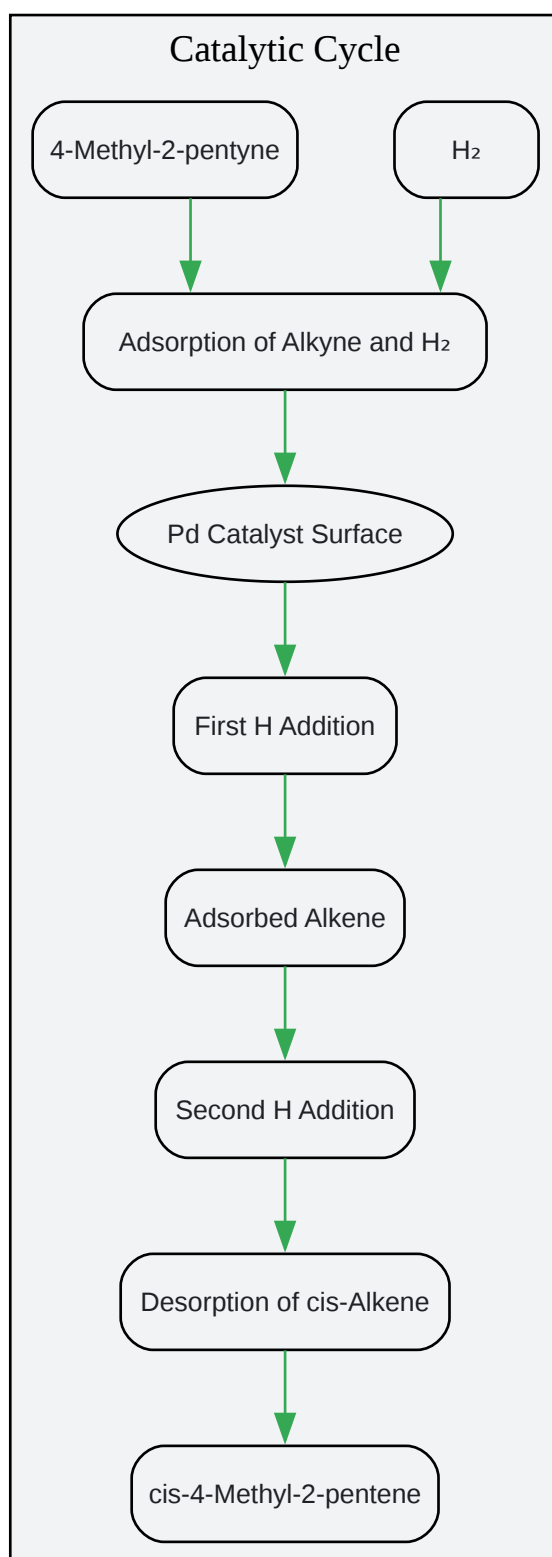 Catalytic Cycle
4-Methyl-2-pentyne
H₂
Adsorption of Alkyne and H₂
Pd Catalyst Surface
First H Addition
Adsorbed Alkene
Second H Addition
Desorption of cis-Alkene
cis-4-Methyl-2-pentene